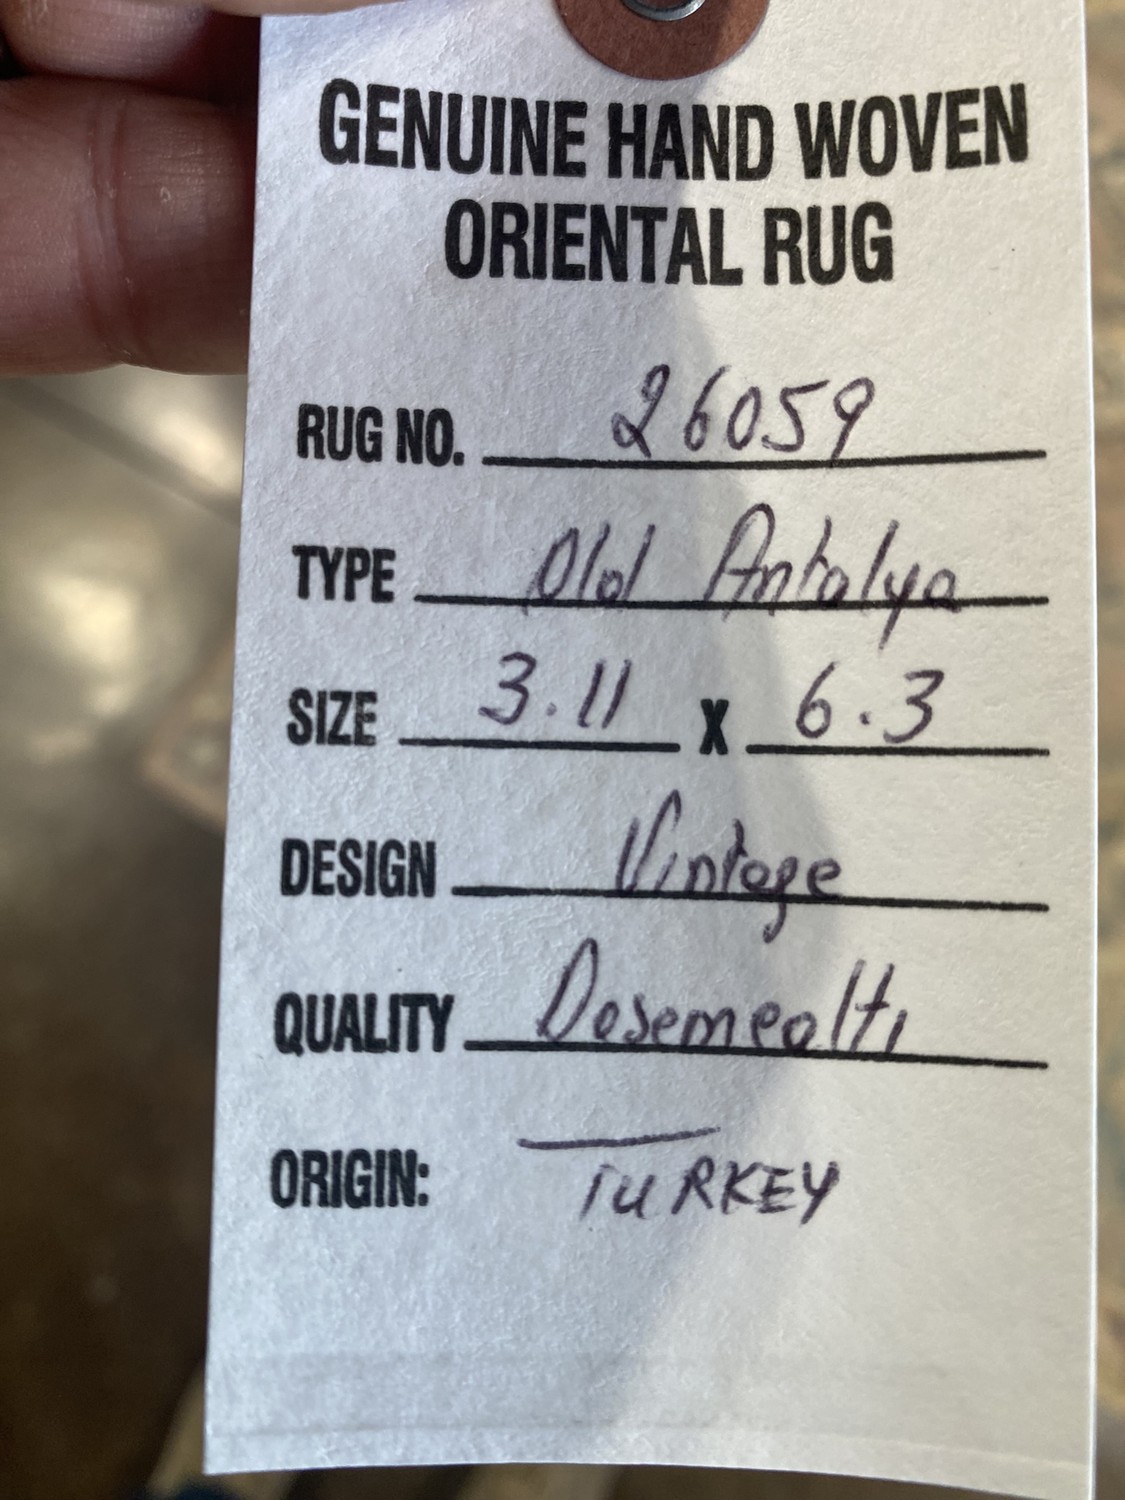 GENUINE HAND WOVEN
ORIENTAL RUG
RUG NO. 26059
TYPE Old Antalya
SIZE 3.11 X 6.3
DESIGN Vintage
QUALITY Dosemealtı
ORIGIN: TURKEY